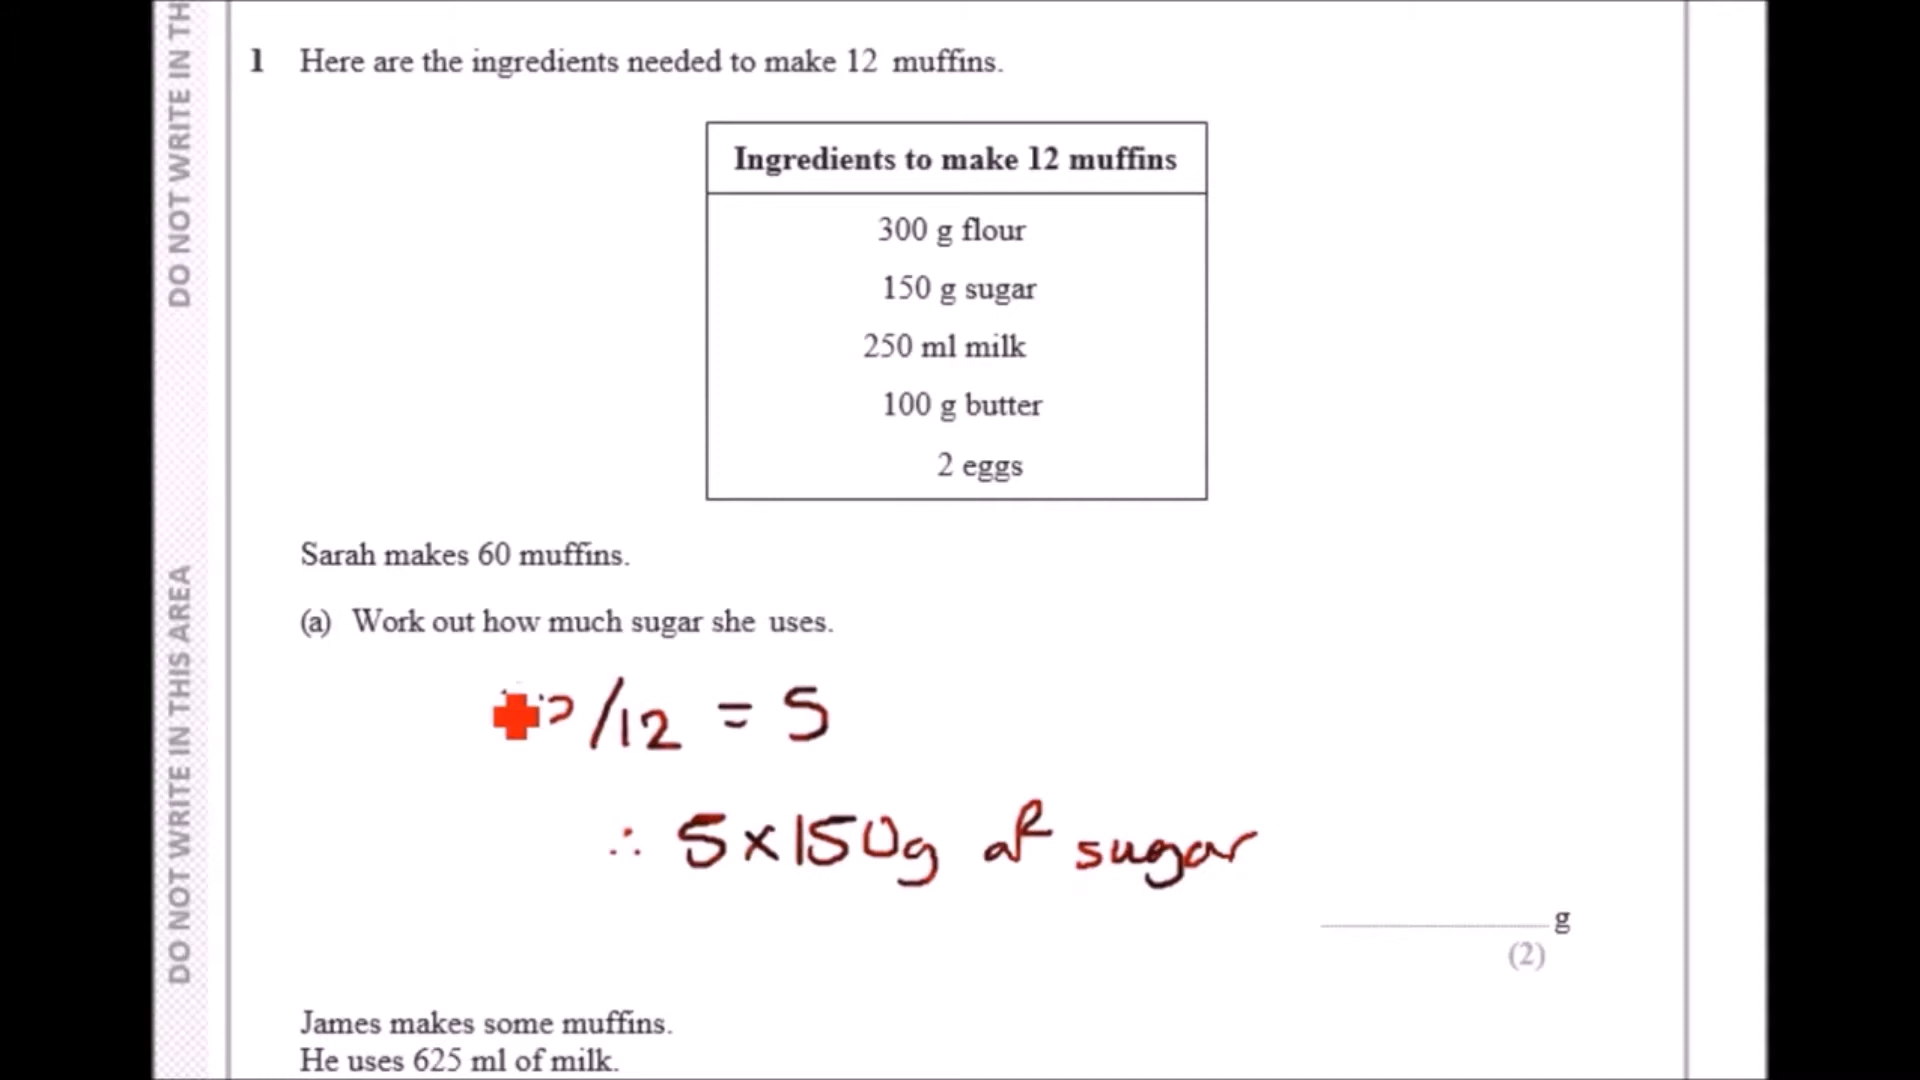 DO NOT WRITE IN TH
1 Here are the ingredients needed to make 12 muffins.
Ingredients to make 12 muffins
300 g flour
150 g sugar
250 ml milk
100 g butter
2 eggs
Sarah makes 60 muffins.
(a) Work out how much sugar she uses.
/12 = 5
∴ 5×150g of sugar
g
(2)
DO NOT WRITE IN THIS AREA
James makes some muffins.
He uses 625 ml of milk.